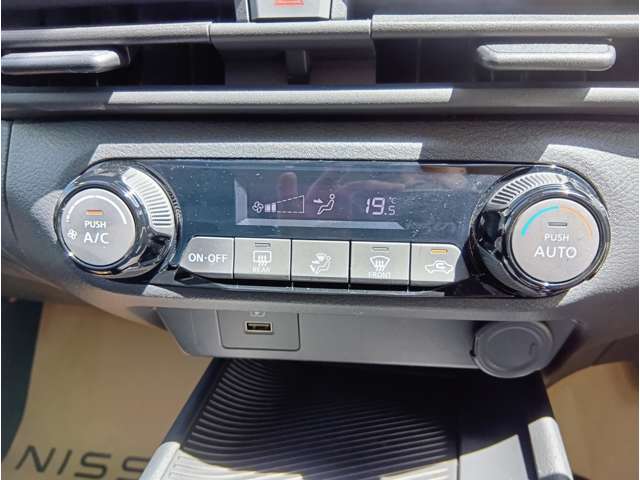 19.5°C
PUSH
A/C
ON·OFF
REAR
FRONT
PUSH
AUTO
NISS